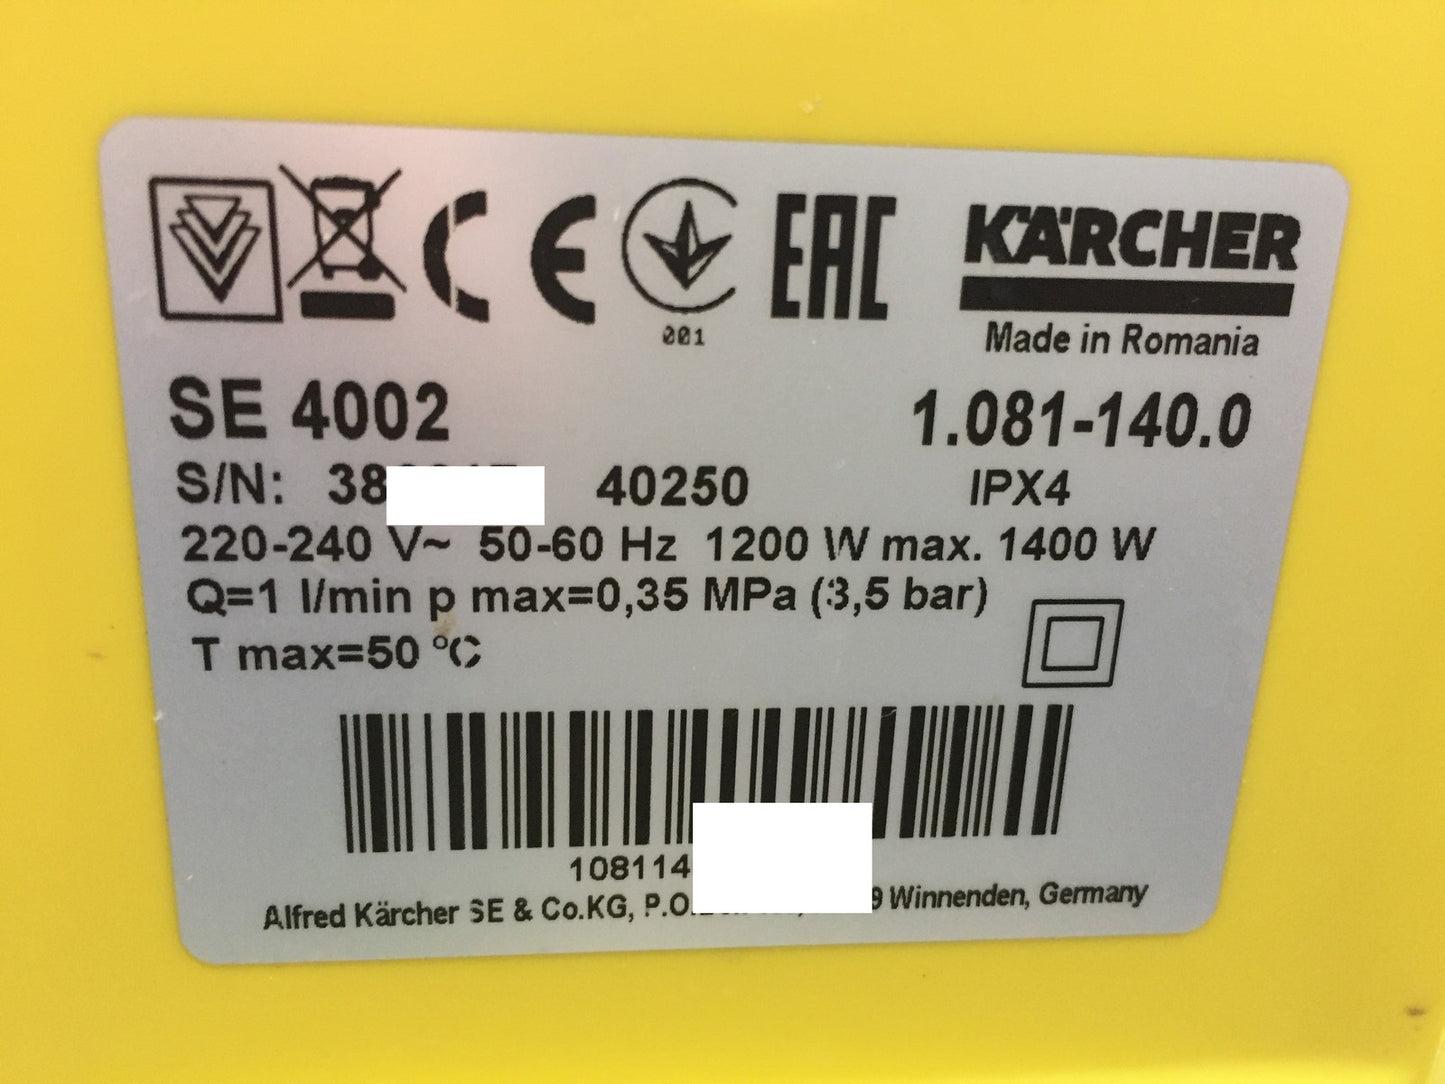 EAC
KÄRCHER
001
Made in Romania
SE 4002 1.081-140.0
S/N: 38 40250 IPX4
220-240 V~ 50-60 Hz 1200 W max. 1400 W
Q=1 l/min p max=0,35 MPa (3,5 bar)
T max=50 °C
108114
Alfred Kärcher SE & Co.KG, Winnenden, Germany